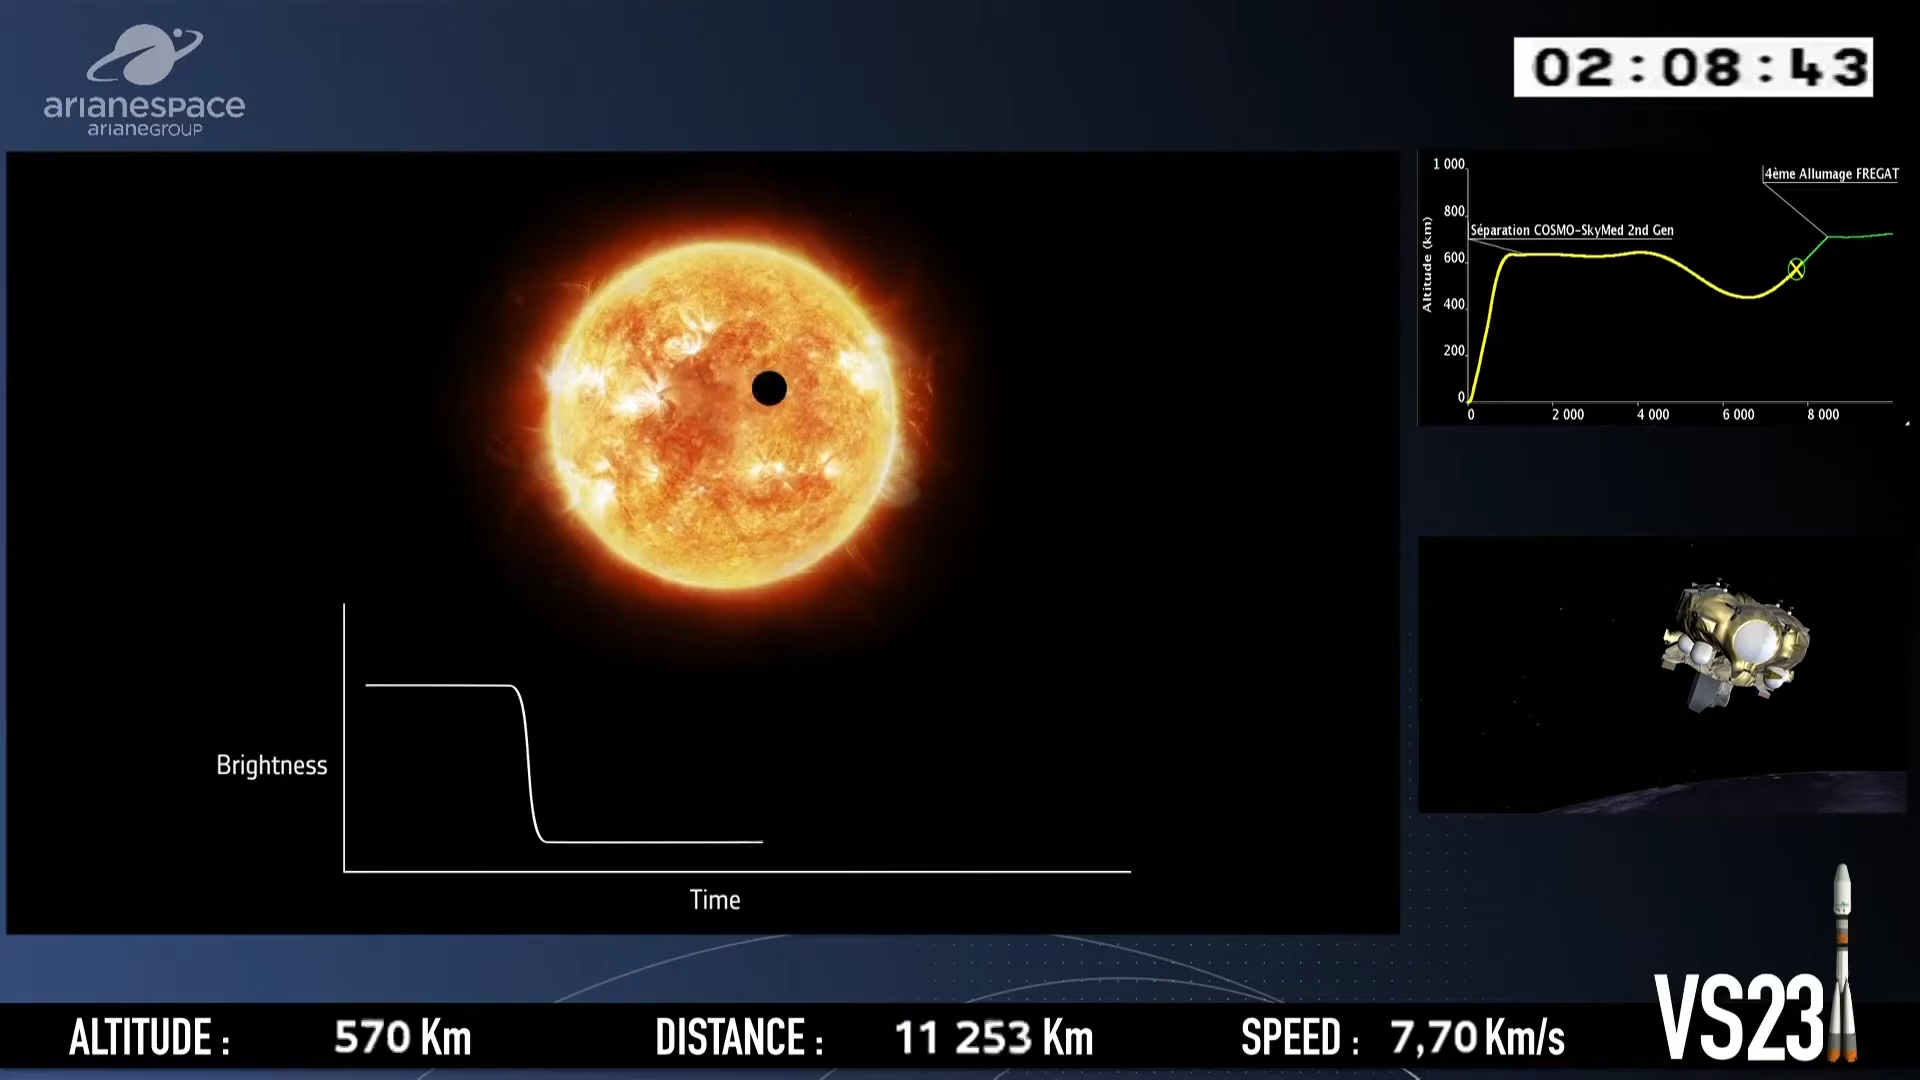 arianespace
arianeGROUP
02:08:43
1 000
800
600
400
200
0
Altitude (km)
4ème Allumage FREGAT
Séparation COSMO-SkyMed 2nd Gen
0 2 000 4 000 6 000 8 000
Brightness
Time
VS23
ALTITUDE : 570 Km DISTANCE : 11 253 Km SPEED : 7,70 Km/s